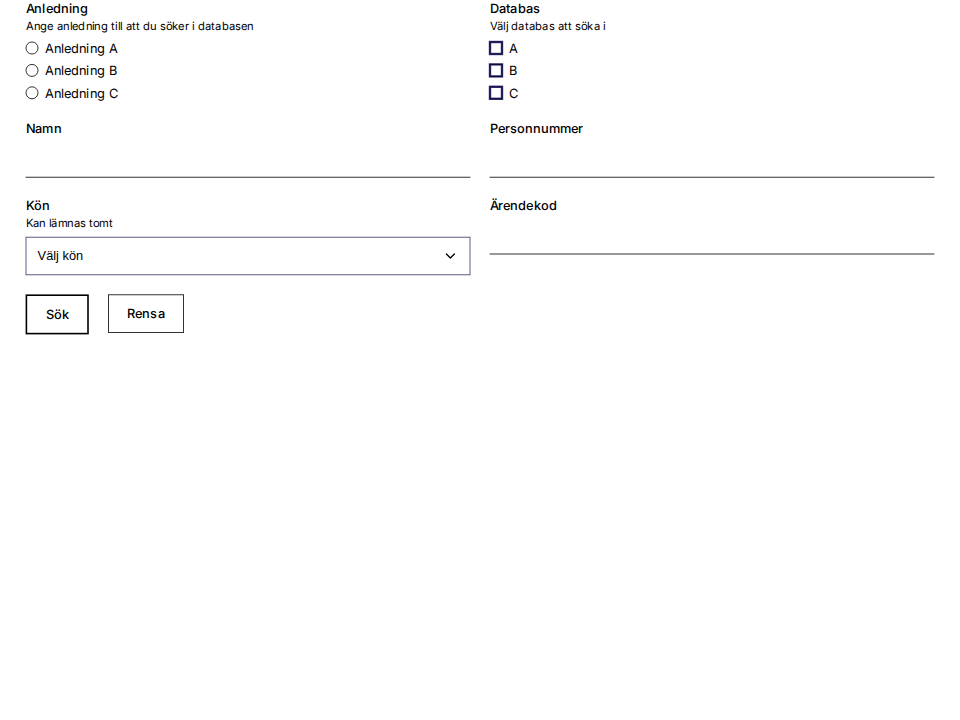 Anledning
Ange anledning till att du söker i databasen
Anledning A
Anledning B
Anledning C
Databas
Välj databas att söka i
A
B
C
Namn
Personnummer
Kön
Kan lämnas tomt
Välj kön
Ärendekod
Sök
Rensa